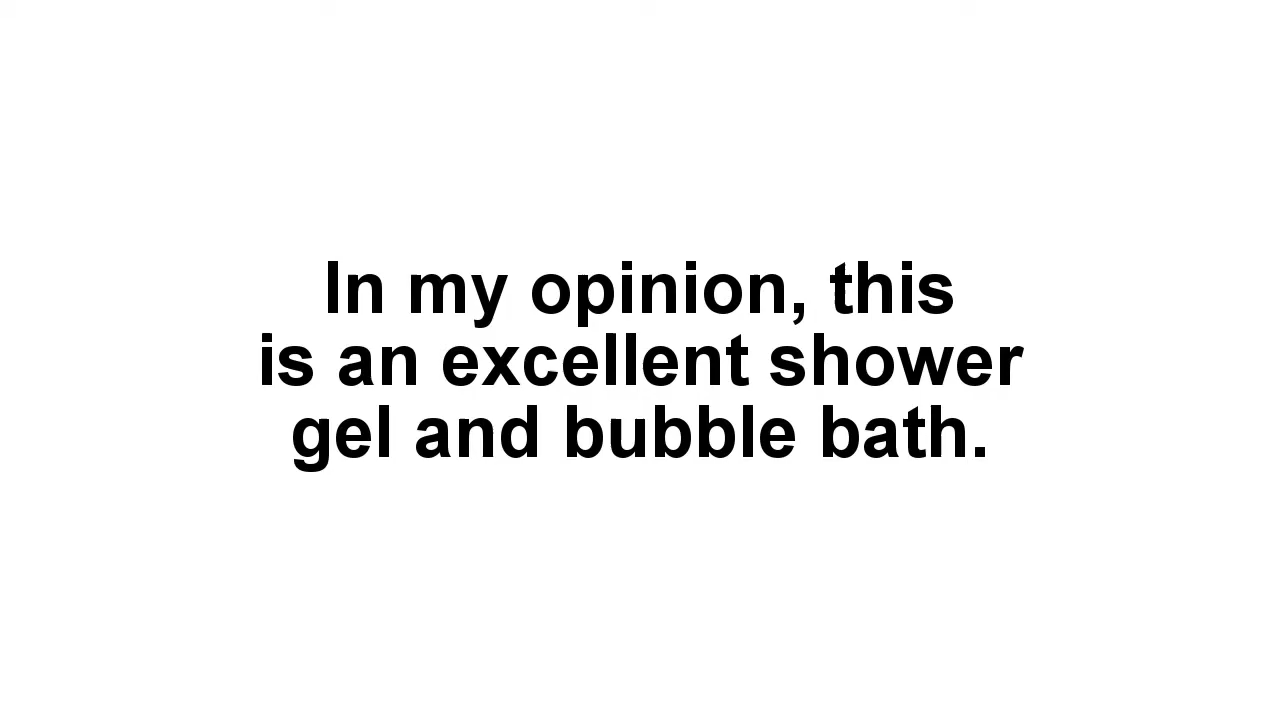 In my opinion, this
is an excellent shower
gel and bubble bath.